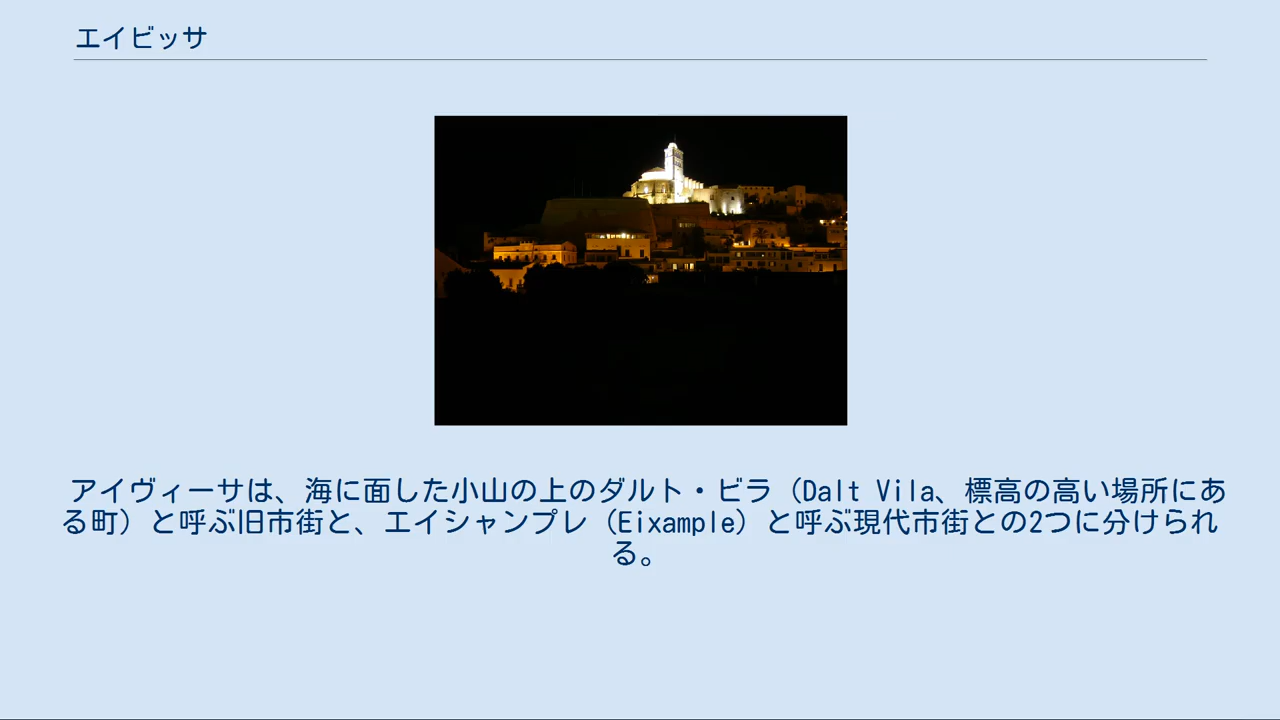 エイビッサ
アイヴィーサは、海に面した小山の上のダルト・ビラ（Dalt Vila、標高の高い場所にあ
る町）と呼ぶ旧市街と、エイシャンプレ（Eixample）と呼ぶ現代市街との2つに分けられ
る。